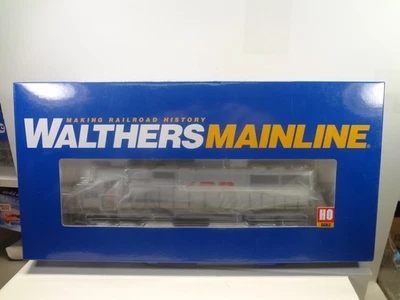 MAKING RAILROAD HISTORY
WALTHERSMAINLINE®
HO